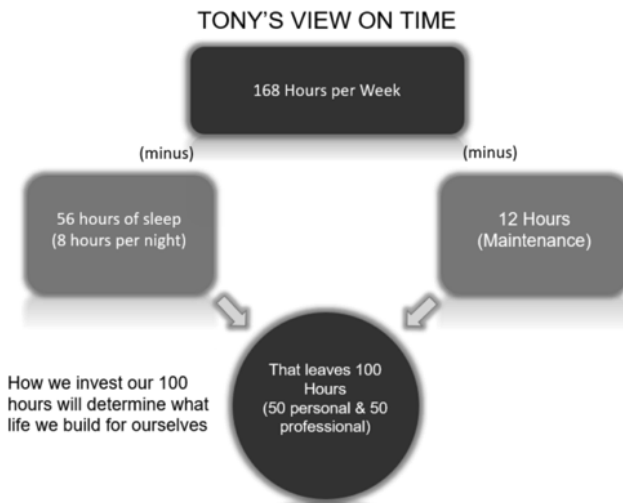 TONY'S VIEW ON TIME
168 Hours per Week
(minus)
(minus)
56 hours of sleep
(8 hours per night)
12 Hours
(Maintenance)
That leaves 100
Hours
(50 personal & 50
professional)
How we invest our 100
hours will determine what
life we build for ourselves